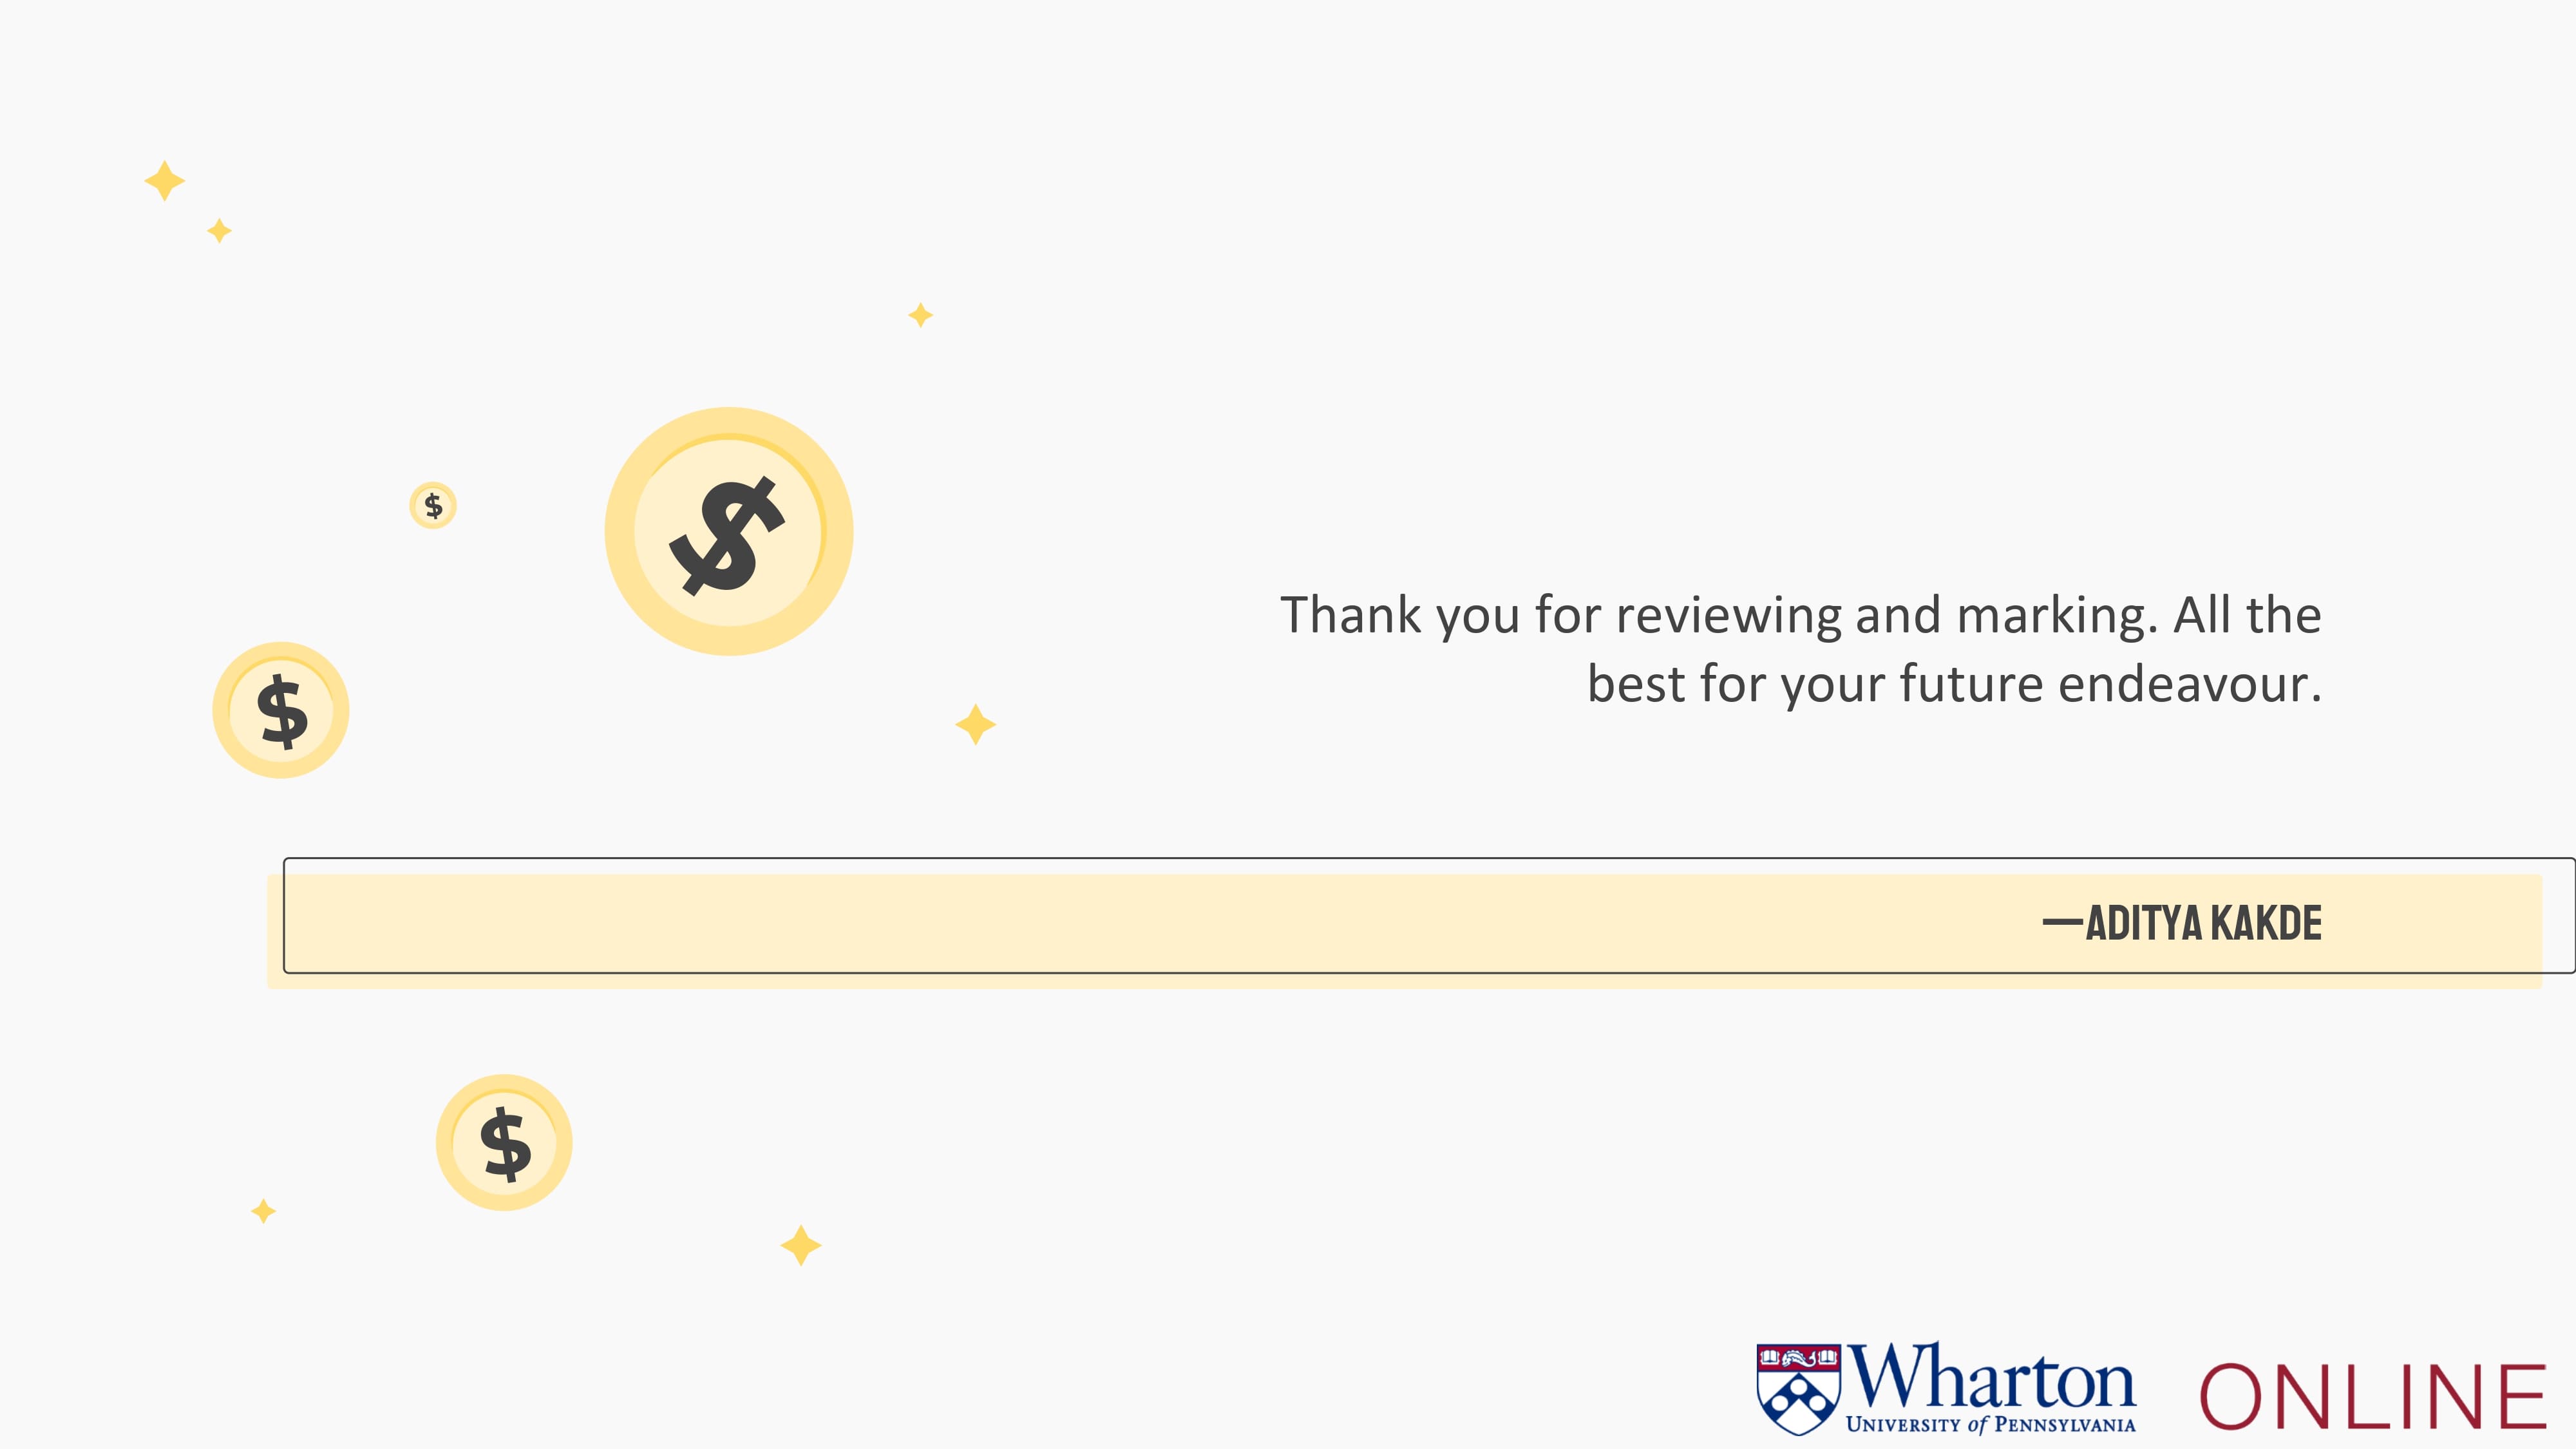 $
$
$
Thank you for reviewing and marking. All the
best for your future endeavour.
—ADITYA KAKDE
$
Wharton
UNIVERSITY of PENNSYLVANIA
ONLINE